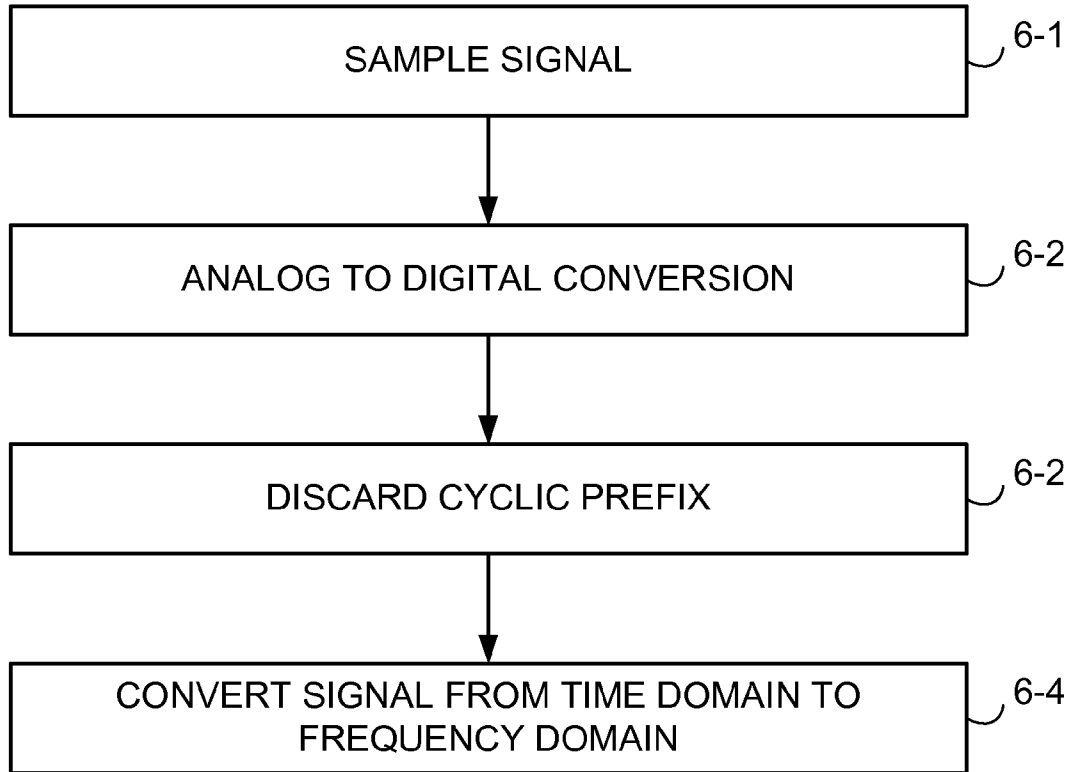 6-1
SAMPLE SIGNAL
6-2
ANALOG TO DIGITAL CONVERSION
6-2
DISCARD CYCLIC PREFIX
6-4
CONVERT SIGNAL FROM TIME DOMAIN TO
FREQUENCY DOMAIN